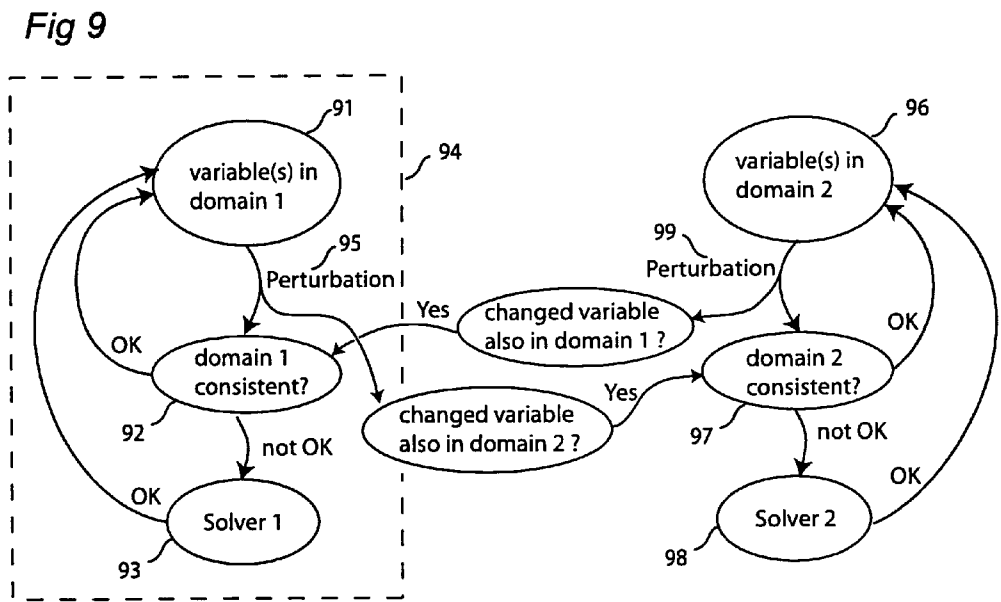 Fig 9
91
variable(s) in
domain 1
94
96
variable(s) in
domain 2
95
Perturbation
99
Perturbation
Yes
changed variable
also in domain 1 ?
OK
domain 1
consistent?
92
not OK
changed variable
also in domain 2 ?
Yes
domain 2
consistent?
97
OK
not OK
OK
Solver 1
93
Solver 2
98
OK